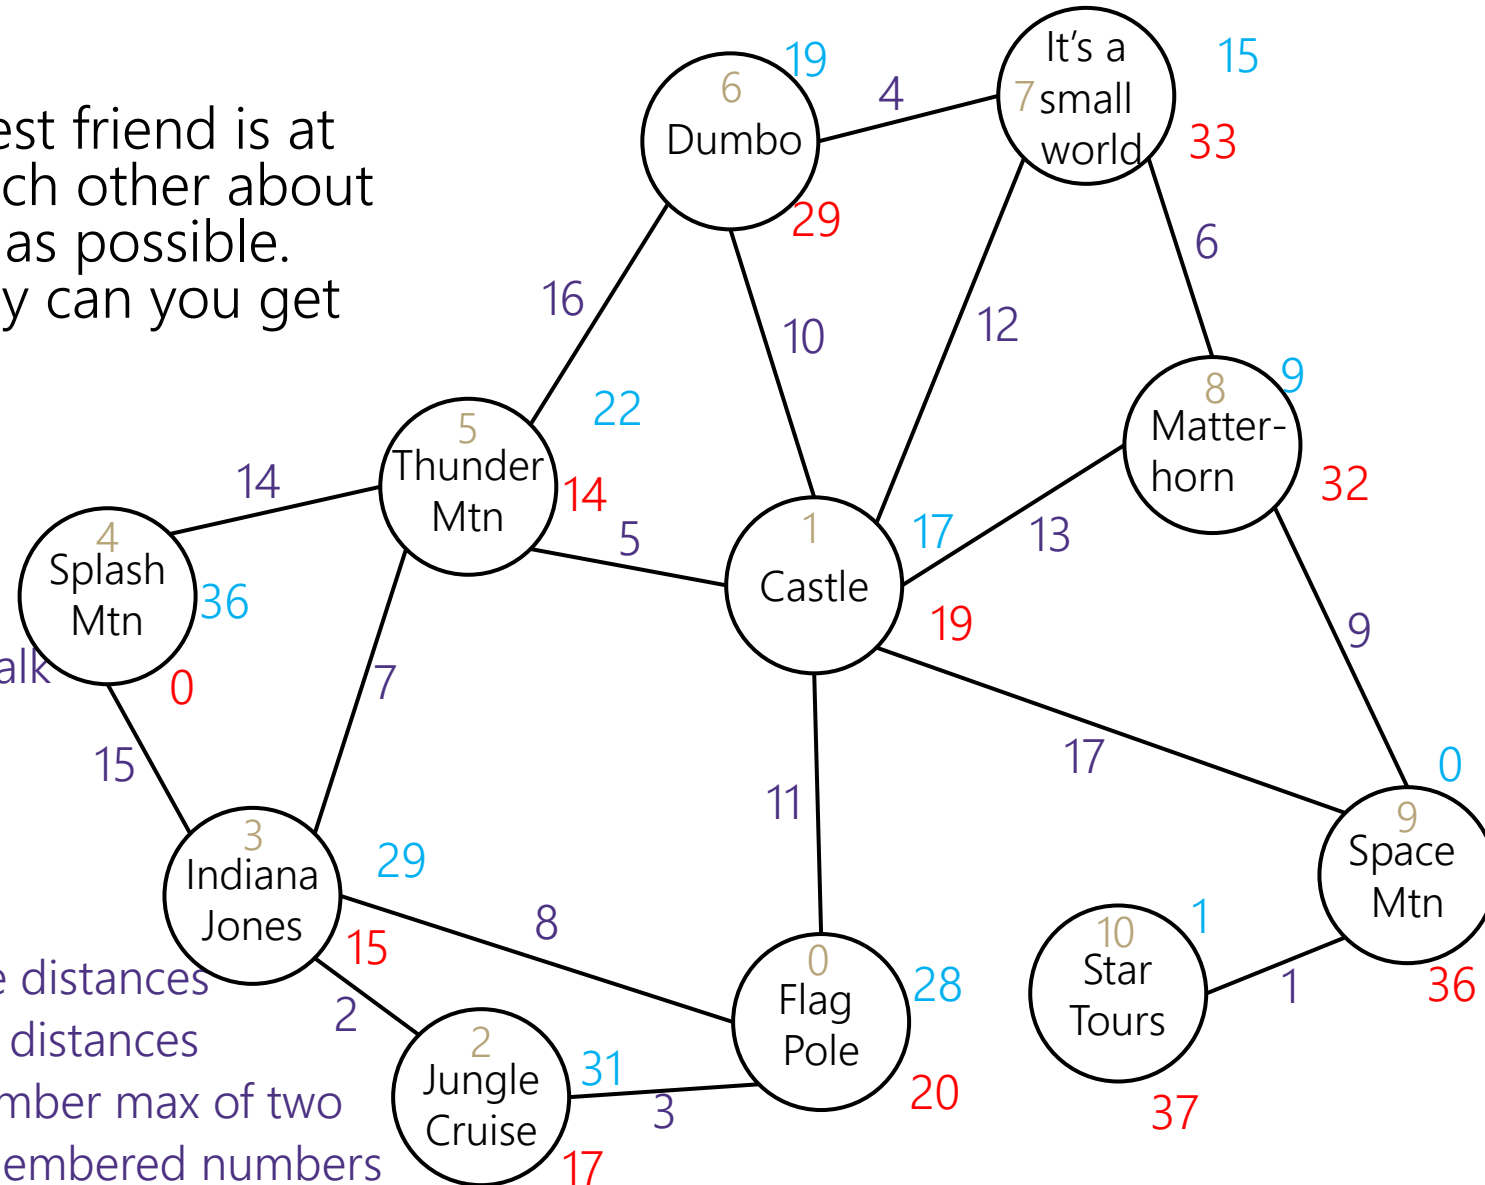 est friend is at
ch other about
as possible.
y can you get
19
6
Dumbo
29
4
It's a
7 small
world
15
33
16
10
12
6
22
5
Thunder
Mtn
14
14
5
4
Splash
Mtn
36
0
alk
15
7
1
Castle
17
19
13
8
Matter-
horn
9
32
9
17
11
0
9
Space
Mtn
36
3
Indiana
Jones
29
15
8
2
2
Jungle
Cruise
31
17
3
0
Flag
Pole
28
20
10
Star
Tours
1
37
1
e distances
distances
mber max of two
embered numbers